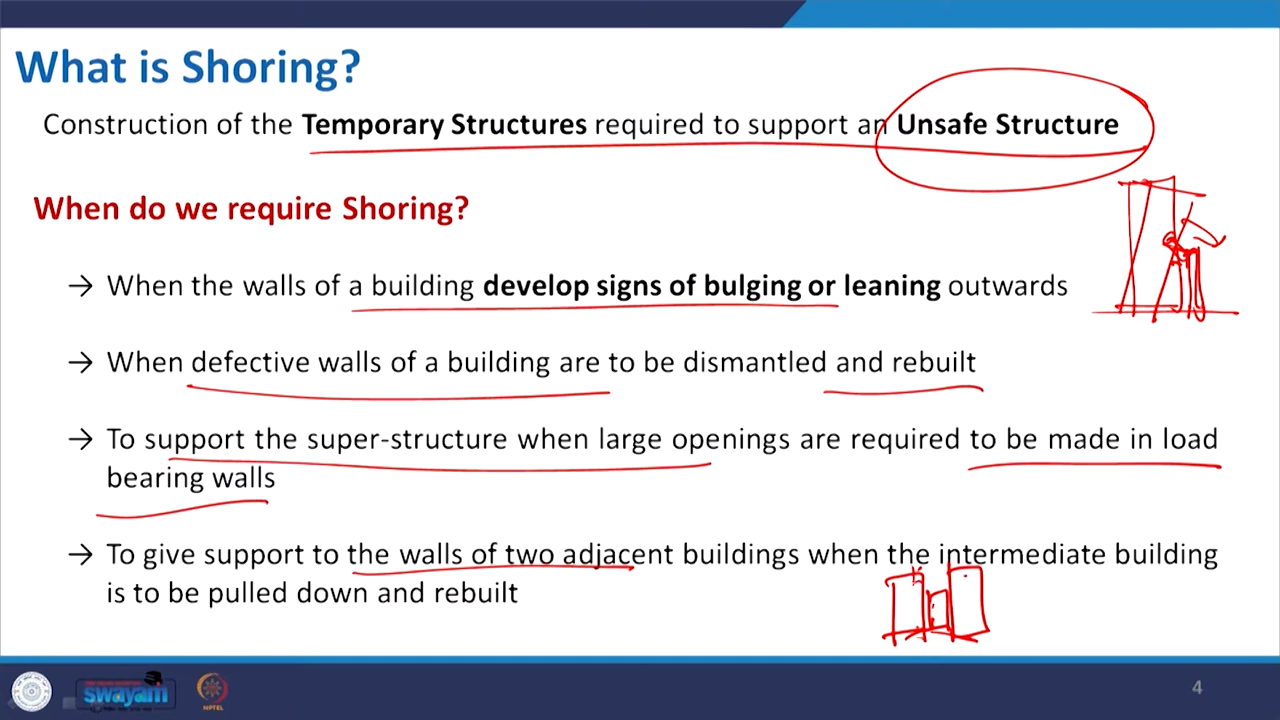 What is Shoring?
Construction of the Temporary Structures required to support an Unsafe Structure
When do we require Shoring?
→ When the walls of a building develop signs of bulging or leaning outwards
→ When defective walls of a building are to be dismantled and rebuilt
→ To support the super-structure when large openings are required to be made in load
bearing walls
→ To give support to the walls of two adjacent buildings when the intermediate building
is to be pulled down and rebuilt
swayam
NPTEL
4